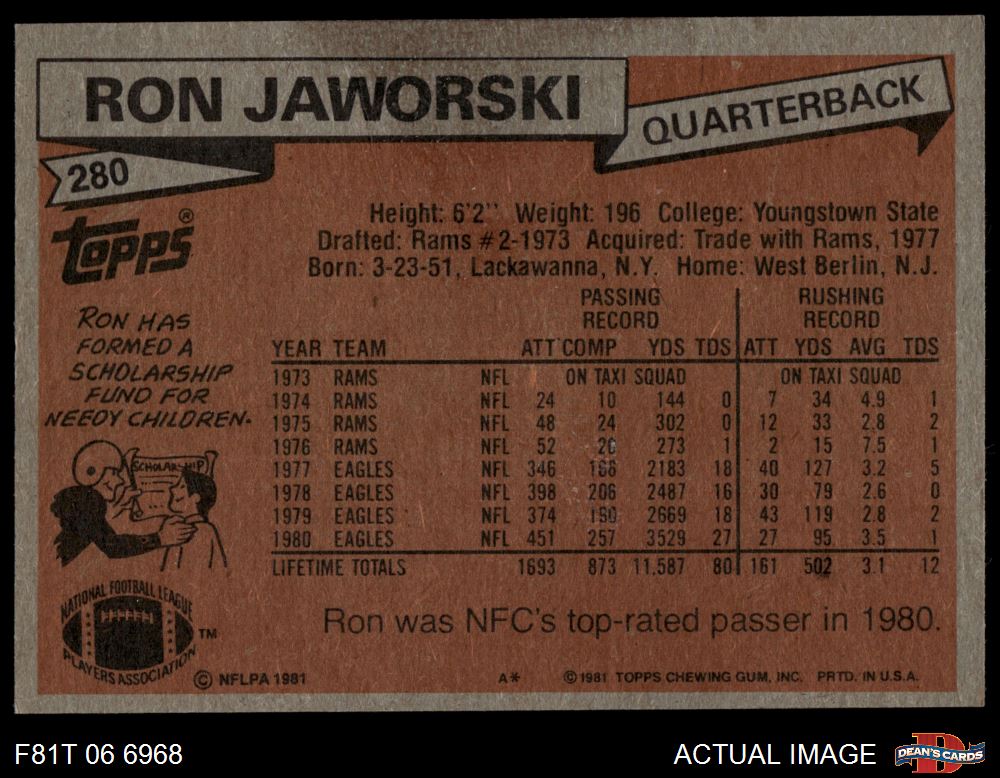 RON JAWORSKI
QUARTERBACK
280
topps®
Height: 6'2" Weight: 196 College: Youngstown State
Drafted: Rams #2-1973 Acquired: Trade with Rams, 1977
Born: 3-23-51, Lackawanna, N.Y. Home: West Berlin, N.J.
RON HAS
FORMED A
SCHOLARSHIP
FUND FOR
NEEDY CHILDREN.
SCHOLARSHIP
PASSING RUSHING
RECORD RECORD
YEAR TEAM ATT COMP YDS TDS ATT YDS AVG TDS
1973 RAMS NFL ON TAXI SQUAD ON TAXI SQUAD
1974 RAMS NFL 24 10 144 0 7 34 4.9 1
1975 RAMS NFL 48 24 302 0 12 33 2.8 2
1976 RAMS NFL 52 20 273 1 2 15 7.5 1
1977 EAGLES NFL 346 166 2183 18 40 127 3.2 5
1978 EAGLES NFL 398 206 2487 16 30 79 2.6 0
1979 EAGLES NFL 374 190 2669 18 43 119 2.8 2
1980 EAGLES NFL 451 257 3529 27 27 95 3.5 1
LIFETIME TOTALS 1693 873 11,587 80 161 502 3.1 12
NATIONAL FOOTBALL LEAGUE
NFLPA
PLAYERS ASSOCIATION
TM
Ron was NFC's top-rated passer in 1980.
© NFLPA 1981 A* © 1981 TOPPS CHEWING GUM, INC. PRTD. IN U.S.A.
F81T 06 6968
ACTUAL IMAGE
D
DEAN'S CARDS